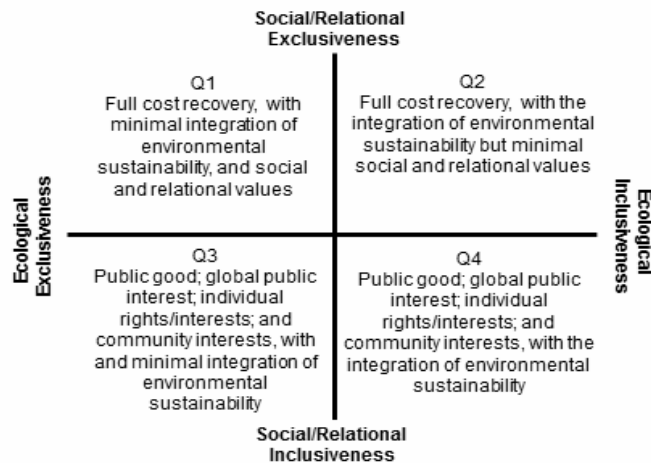 Social/Relational
Exclusiveness
Q1
Full cost recovery, with
minimal integration of
environmental
sustainability, and social
and relational values
Q2
Full cost recovery, with the
integration of environmental
sustainability but minimal
social and relational values
Ecological
Exclusiveness
Ecological
Inclusiveness
Q3
Public good; global public
interest; individual
rights/interests; and
community interests, with
and minimal integration of
environmental
sustainability
Q4
Public good; global public
interest; individual
rights/interests; and
community interests, with the
integration of environmental
sustainability
Social/Relational
Inclusiveness